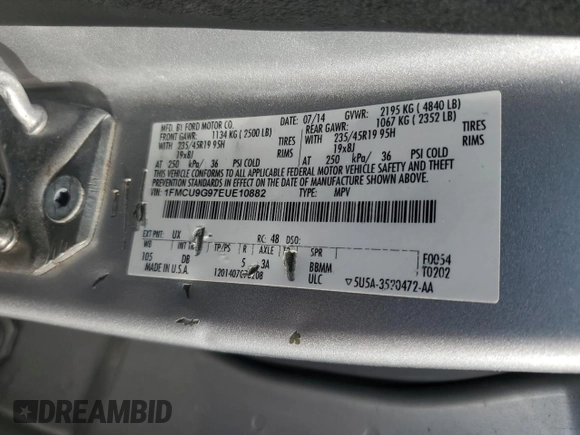 MFD. BY FORD MOTOR CO. DATE: 07/14 GVWR: 2195 KG ( 4840 LB)
FRONT GAWR: 1134 KG ( 2500 LB) REAR GAWR: 1067 KG ( 2352 LB)
WITH 235/45R19 95H TIRES WITH 235/45R19 95H TIRES
19x8J RIMS 19x8J RIMS
AT 250 kPa/ 36 PSI COLD AT 250 kPa/ 36 PSI COLD
THIS VEHICLE CONFORMS TO ALL APPLICABLE FEDERAL MOTOR VEHICLE SAFETY AND THEFT
PREVENTION STANDARDS IN EFFECT ON THE DATE OF MANUFACTURE SHOWN ABOVE.
VIN: 1FMCU9G97EUE10882 TYPE: MPV
EXT PNT: UX RC: 48 DSO:
WB INT TR TP/PS R AXLE SPR
105 DB 5 3A BBMM F0054
MADE IN U.S.A. ULC T0202
▽5U5A-3520472-AA
DREAMBID